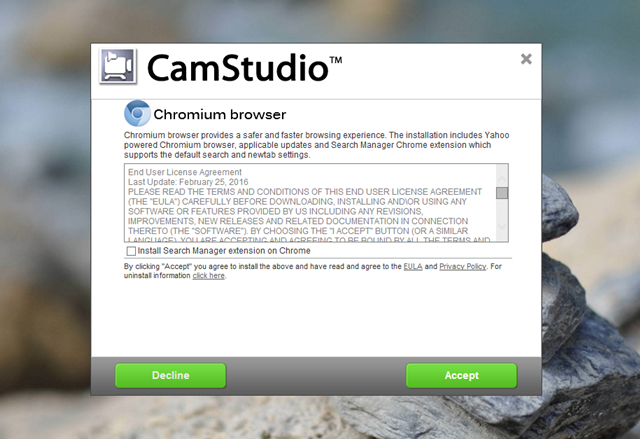 CamStudio™
Chromium browser
Chromium browser provides a safer and faster browsing experience. The installation includes Yahoo
powered Chromium browser, applicable updates and Search Manager Chrome extension which
supports the default search and newtab settings.
End User License Agreement
Last Update: February 25, 2016
PLEASE READ THE TERMS AND CONDITIONS OF THIS END USER LICENSE AGREEMENT
(THE "EULA") CAREFULLY BEFORE DOWNLOADING, INSTALLING AND/OR USING ANY
SOFTWARE OR FEATURES PROVIDED BY US INCLUDING ANY REVISIONS,
IMPROVEMENTS, NEW RELEASES AND RELATED DOCUMENTATION IN CONNECTION
THERETO (THE "SOFTWARE"). BY CHOOSING THE "I ACCEPT" BUTTON (OR A SIMILAR
LANGUAGE), YOU ARE ACCEPTING AND AGREEING TO BE BOUND BY ALL THE TERMS AND
Install Search Manager extension on Chrome
By clicking "Accept" you agree to install the above and have read and agree to the EULA and Privacy Policy. For
uninstall information click here.
Decline
Accept